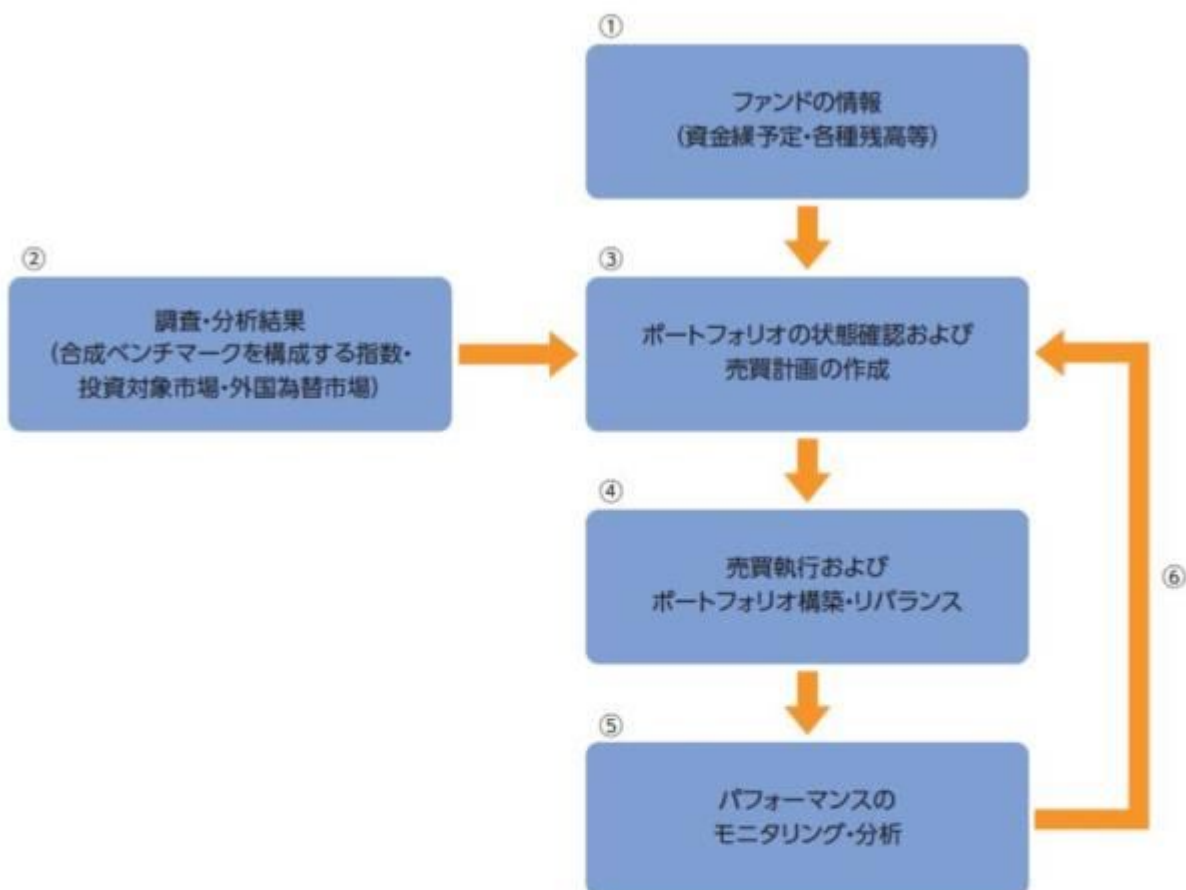 ①
ファンドの情報
(資金繰予定・各種残高等)
②
調査・分析結果
(合成ベンチマークを構成する指数・
投資対象市場・外国為替市場)
③
ポートフォリオの状態確認および
売買計画の作成
④
売買執行および
ポートフォリオ構築・リバランス
⑤
パフォーマンスの
モニタリング・分析
⑥